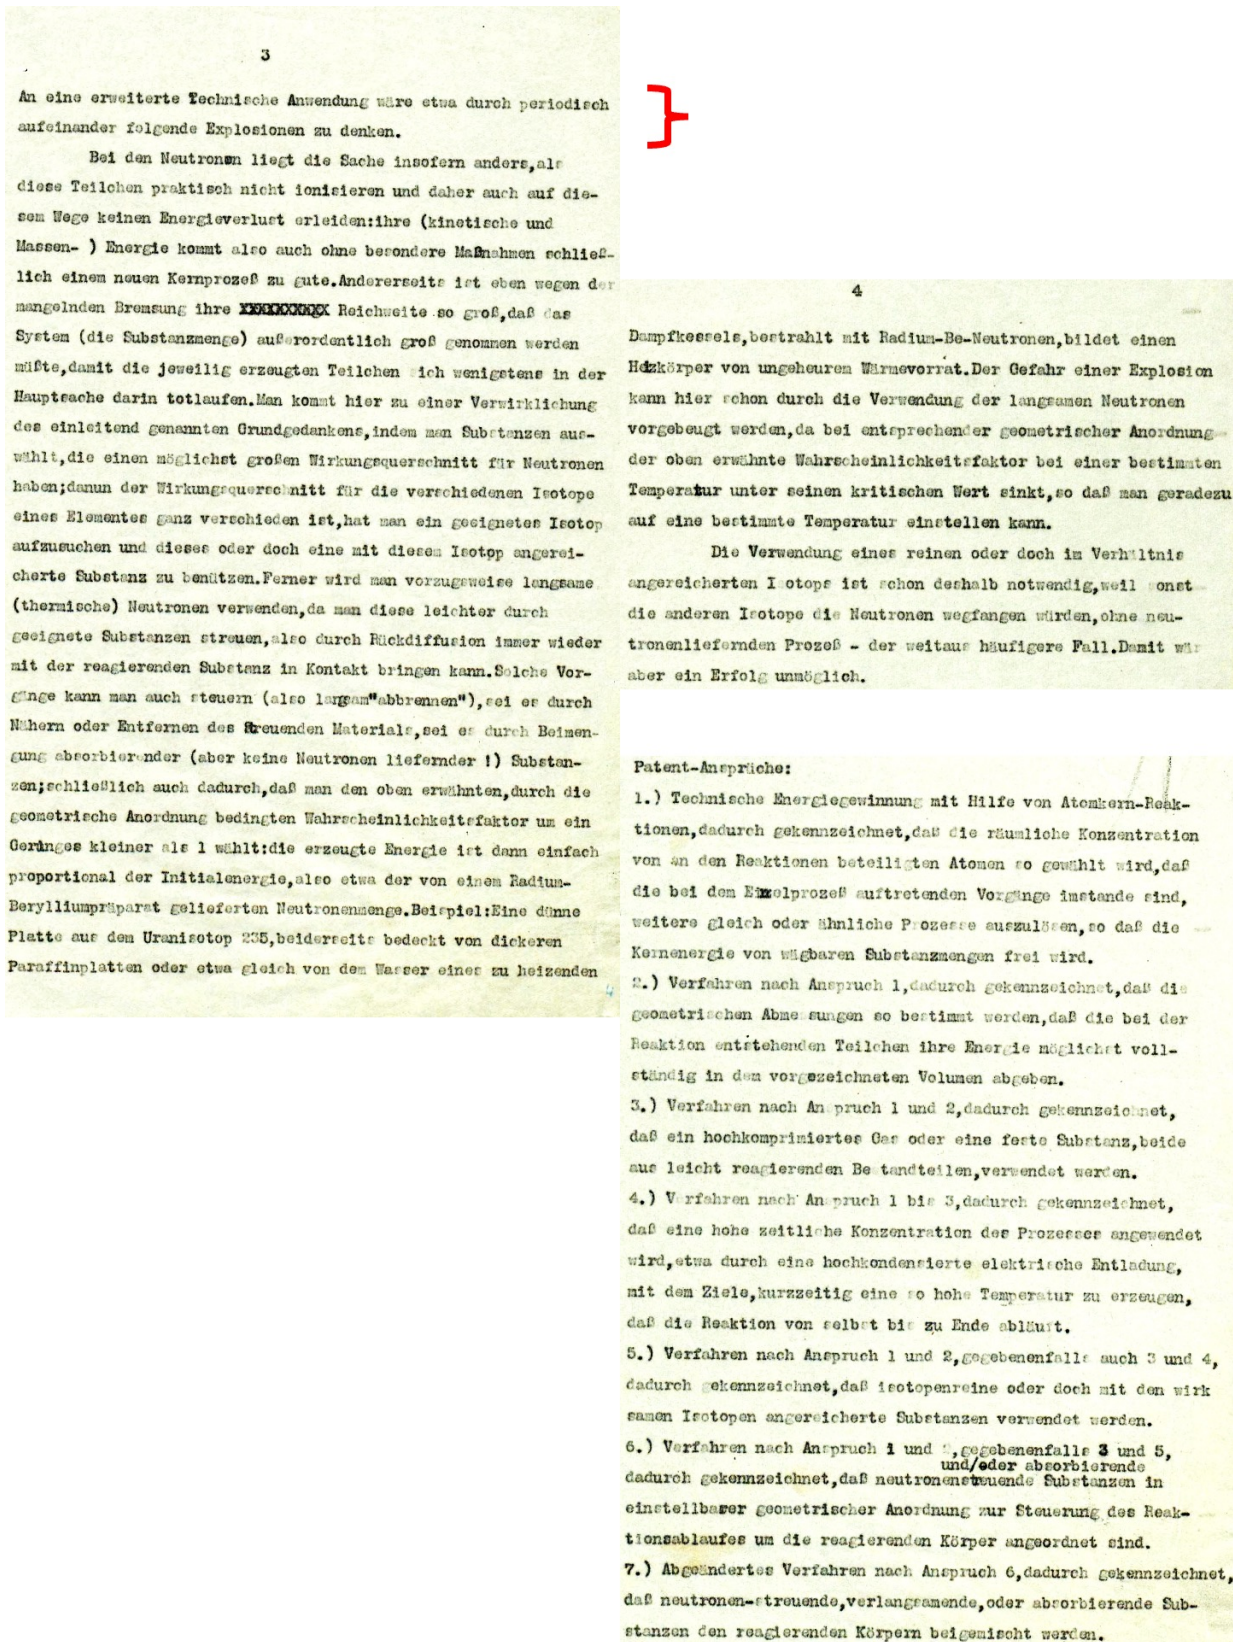 3
An eine erweiterte Technische Anwendung wäre etwa durch periodisch
aufeinander folgende Explosionen zu denken.
Bei den Neutronen liegt die Sache insofern anders,als
diese Teilchen praktisch nicht ionisieren und daher auch auf die-
sem Wege keinen Energieverlust erleiden:ihre (kinetische und
Massen- ) Energie kommt also auch ohne besondere Maßnahmen schließ-
lich einem neuen Kernprozeß zu gute.Andererseits ist eben wegen der
mangelnden Bremsung ihre XXXXXXXXXX Reichweite so groß,daß das
System (die Substanzmenge) außerordentlich groß genommen werden
müßte,damit die jeweilig erzeugten Teilchen sich wenigstens in der
Hauptsache darin totlaufen.Man kommt hier zu einer Verwirklichung
des einleitend genannten Grundgedankens,indem man Substanzen aus-
wählt,die einen möglichst großen Wirkungsquerschnitt für Neutronen
haben;danun der Wirkungsquerschnitt für die verschiedenen Isotope
eines Elementes ganz verschieden ist,hat man ein geeignetes Isotop
aufzusuchen und dieses oder doch eine mit diesem Isotop angerei-
cherte Substanz zu benützen.Ferner wird man vorzugsweise langsame
(thermische) Neutronen verwenden,da man diese leichter durch
geeignete Substanzen streuen,also durch Rückdiffusion immer wieder
mit der reagierenden Substanz in Kontakt bringen kann.Solche Vor-
gänge kann man auch steuern (also langsam"abbrennen"),sei es durch
Nähern oder Entfernen des streuenden Materials,sei es durch Beimen-
gung absorbierender (aber keine Neutronen liefernder !) Substan-
zen;schließlich auch dadurch,daß man den oben erwähnten,durch die
geometrische Anordnung bedingten Wahrscheinlichkeitsfaktor um ein
Geringes kleiner als 1 wählt:die erzeugte Energie ist dann einfach
proportional der Initialenergie,also etwa der von einem Radium-
Berylliumpräparat gelieferten Neutronenmenge.Beispiel:Eine dünne
Platte aus dem Uranisotop 235,beiderseits bedeckt von dickeren
Paraffinplatten oder etwa gleich von dem Wasser eines zu heizenden
4
4
Dampfkessels,bestrahlt mit Radium-Be-Neutronen,bildet einen
Heizkörper von ungeheurem Wärmevorrat.Der Gefahr einer Explosion
kann hier schon durch die Verwendung der langsamen Neutronen
vorgebeugt werden,da bei entsprechender geometrischer Anordnung
der oben erwähnte Wahrscheinlichkeitsfaktor bei einer bestimmten
Temperatur unter seinen kritischen Wert sinkt,so daß man geradezu
auf eine bestimmte Temperatur einstellen kann.
Die Verwendung eines reinen oder doch im Verhältnis
angereicherten Isotops ist schon deshalb notwendig,weil sonst
die anderen Isotope die Neutronen wegfangen würden,ohne neu-
tronenliefernden Prozeß - der weitaus häufigere Fall.Damit wär
aber ein Erfolg unmöglich.
Patent-Ansprüche:
1.) Technische Energiegewinnung mit Hilfe von Atomkern-Reak-
tionen,dadurch gekennzeichnet,daß die räumliche Konzentration
von an den Reaktionen beteiligten Atomen so gewählt wird,daß
die bei dem Einzelprozeß auftretenden Vorgänge imstande sind,
weitere gleich oder ähnliche Prozesse auszulösen,so daß die
Kernenergie von wägbaren Substanzmengen frei wird.
2.) Verfahren nach Anspruch 1,dadurch gekennzeichnet,daß die
geometrischen Abmessungen so bestimmt werden,daß die bei der
Reaktion entstehenden Teilchen ihre Energie möglichst voll-
ständig in dem vorgezeichneten Volumen abgeben.
3.) Verfahren nach Anspruch 1 und 2,dadurch gekennzeichnet,
daß ein hochkomprimiertes Gas oder eine feste Substanz,beide
aus leicht reagierenden Bestandteilen,verwendet werden.
4.) Verfahren nach Anspruch 1 bis 3,dadurch gekennzeichnet,
daß eine hohe zeitliche Konzentration des Prozesses angewendet
wird,etwa durch eine hochkondensierte elektrische Entladung,
mit dem Ziele,kurzzeitig eine so hohe Temperatur zu erzeugen,
daß die Reaktion von selbst bis zu Ende abläuft.
5.) Verfahren nach Anspruch 1 und 2,gegebenenfalls auch 3 und 4,
dadurch gekennzeichnet,daß isotopenreine oder doch mit den wirk
samen Isotopen angereicherte Substanzen verwendet werden.
6.) Verfahren nach Anspruch 1 und 2,gegebenenfalls 3 und 5,
und/oder absorbierende
dadurch gekennzeichnet,daß neutronenstreuende Substanzen in
einstellbarer geometrischer Anordnung zur Steuerung des Reak-
tionsablaufes um die reagierenden Körper angeordnet sind.
7.) Abgeändertes Verfahren nach Anspruch 6,dadurch gekennzeichnet,
daß neutronen-streuende,verlangsamende,oder absorbierende Sub-
stanzen den reagierenden Körpern beigemischt werden.